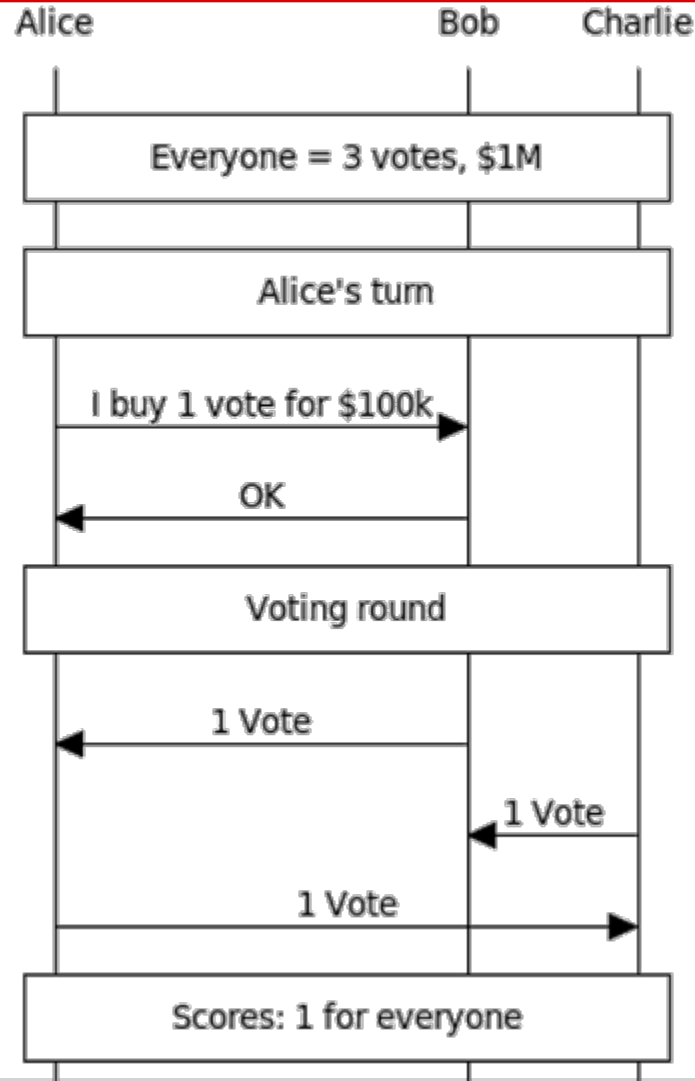 Alice Bob Charlie
Everyone = 3 votes, $1M
Alice's turn
I buy 1 vote for $100k
OK
Voting round
1 Vote
1 Vote
1 Vote
Scores: 1 for everyone